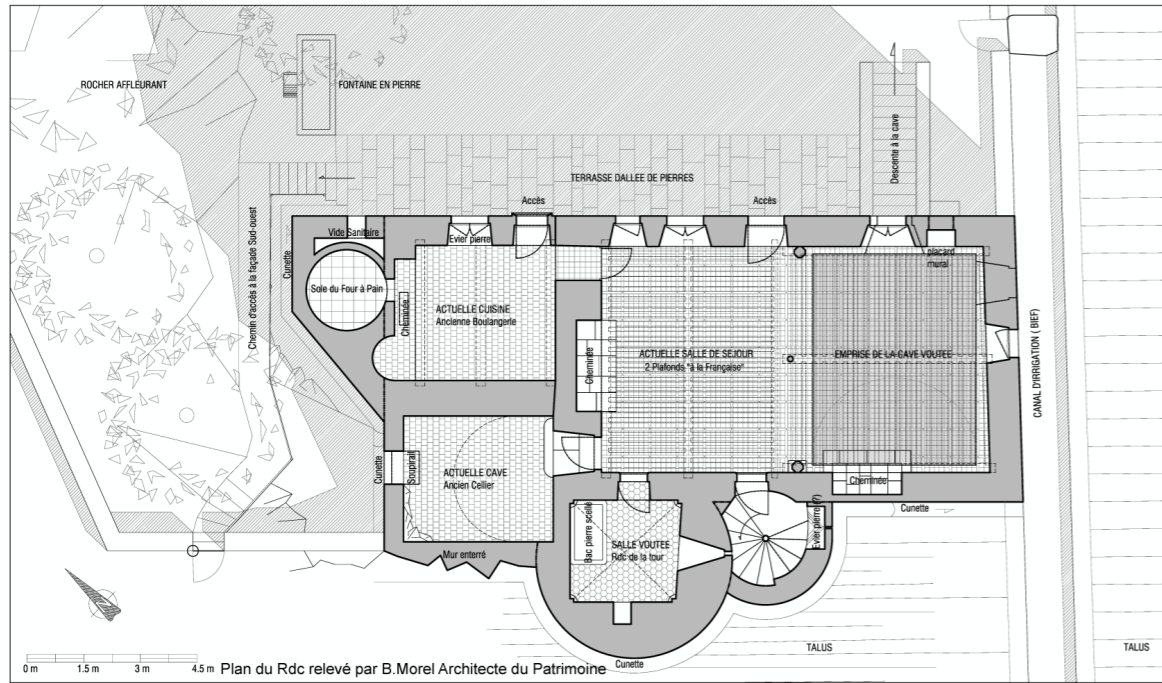 ROCHER AFFLEURANT
FONTAINE EN PIERRE
Descente à la cave
TERRASSE DALLEE DE PIERRES
Accès
Accès
Chemin d'accès à la façade Sud-ouest
Cunette
Vide Sanitaire
Evier pierre
placard
mural
Sole du Four à Pain
Cheminée
ACTUELLE CUISINE
Ancienne Boulangerie
Cheminée
ACTUELLE SALLE DE SEJOUR
2 Plafonds "à la Française"
EMPRISE DE LA CAVE VOUTEE
CANAL D'IRRIGATION ( BIEF)
Cunette
Soupirail
ACTUELLE CAVE
Ancien Cellier
Cheminée
Cunette
Bac pierre scellé
SALLE VOUTEE
Rdc de la tour
Evier pierre (?)
Mur enterré
TALUS
TALUS
Cunette
0 m
1.5 m
3 m
4.5 m
Plan du Rdc relevé par B.Morel Architecte du Patrimoine